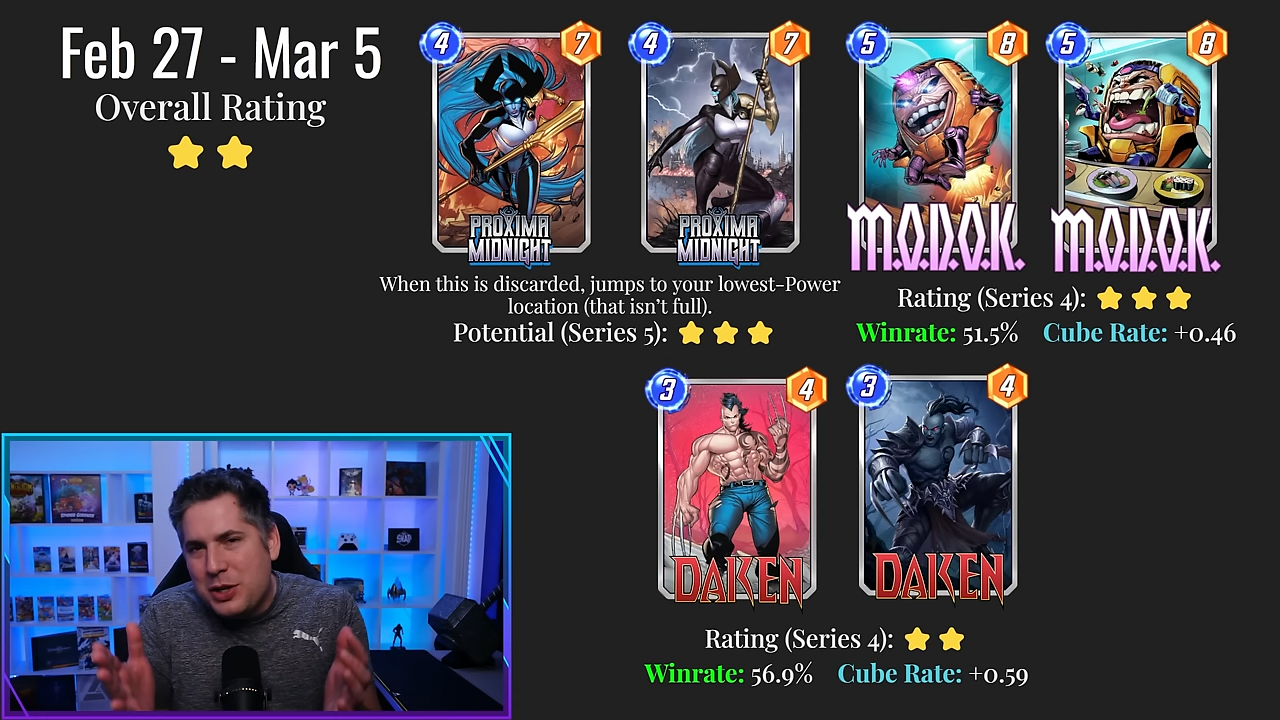 Feb 27 - Mar 5
Overall Rating
4
7
4
7
5
8
5
8
PROXIMA
MIDNIGHT
PROXIMA
MIDNIGHT
M.O.D.O.K.
M.O.D.O.K.
When this is discarded, jumps to your lowest-Power
location (that isn't full).
Potential (Series 5):
Rating (Series 4):
Winrate: 51.5% Cube Rate: +0.46
3
4
3
4
DAKEN
DAKEN
Rating (Series 4):
Winrate: 56.9% Cube Rate: +0.59